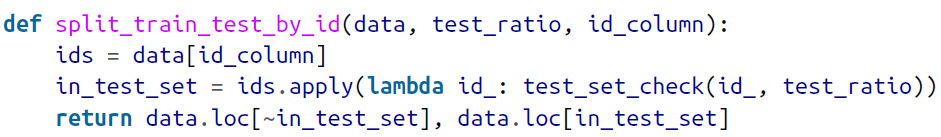 def split_train_test_by_id(data, test_ratio, id_column):
    ids = data[id_column]
    in_test_set = ids.apply(lambda id_: test_set_check(id_, test_ratio))
    return data.loc[~in_test_set], data.loc[in_test_set]